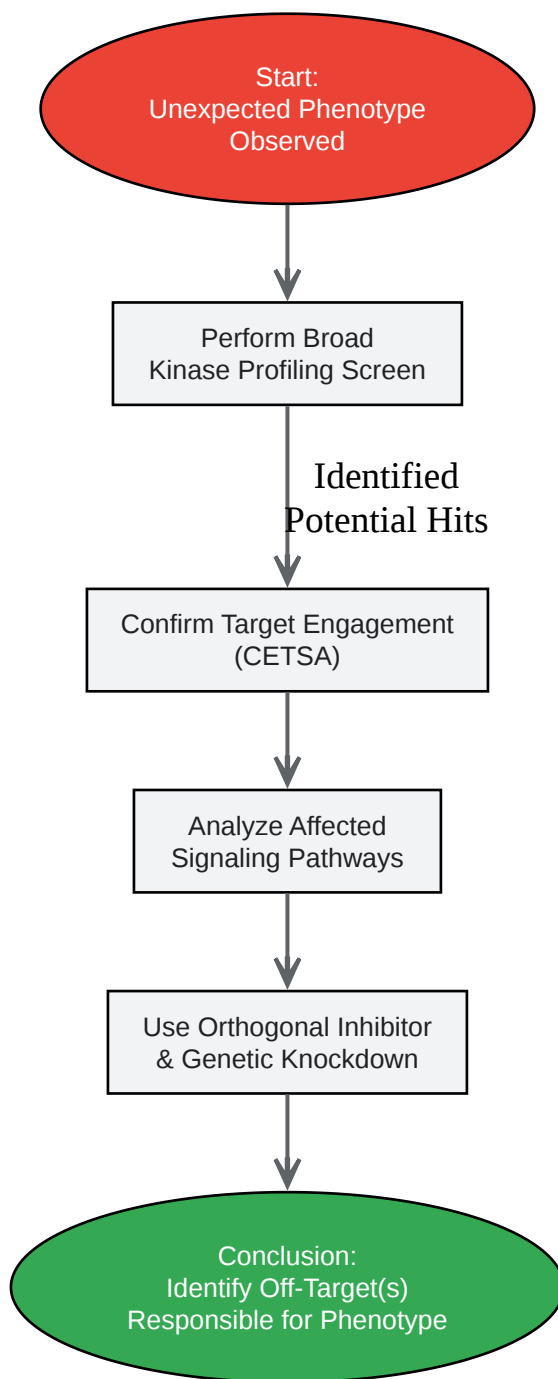 Start:
Unexpected Phenotype
Observed
Perform Broad
Kinase Profiling Screen
Identified
Potential Hits
Confirm Target Engagement
(CETSA)
Analyze Affected
Signaling Pathways
Use Orthogonal Inhibitor
& Genetic Knockdown
Conclusion:
Identify Off-Target(s)
Responsible for Phenotype